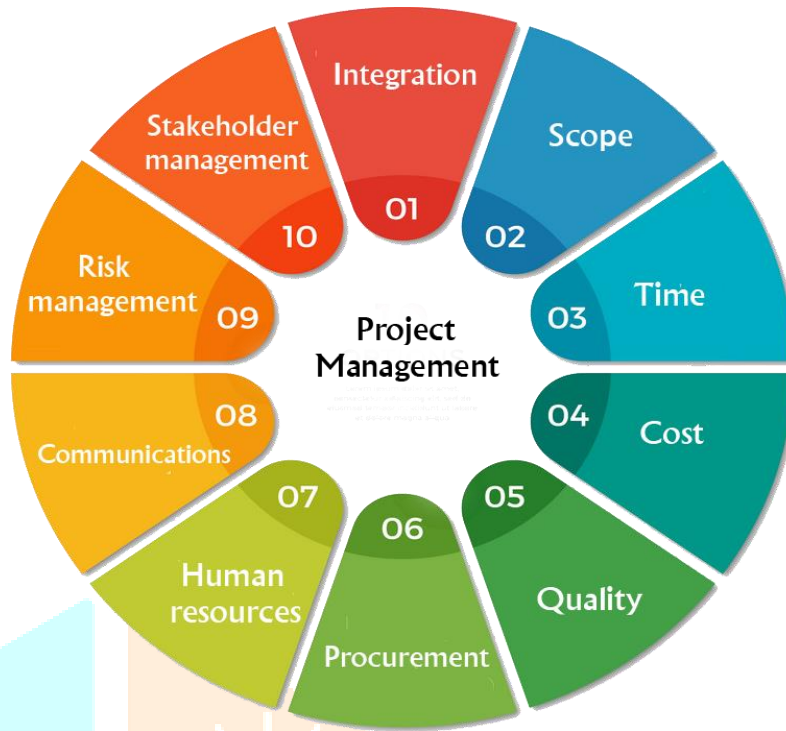 Integration
01
Scope
02
Time
03
Cost
04
Quality
05
Procurement
06
Human
resources
07
Communications
08
Risk
management
09
Stakeholder
management
10
Project
Management